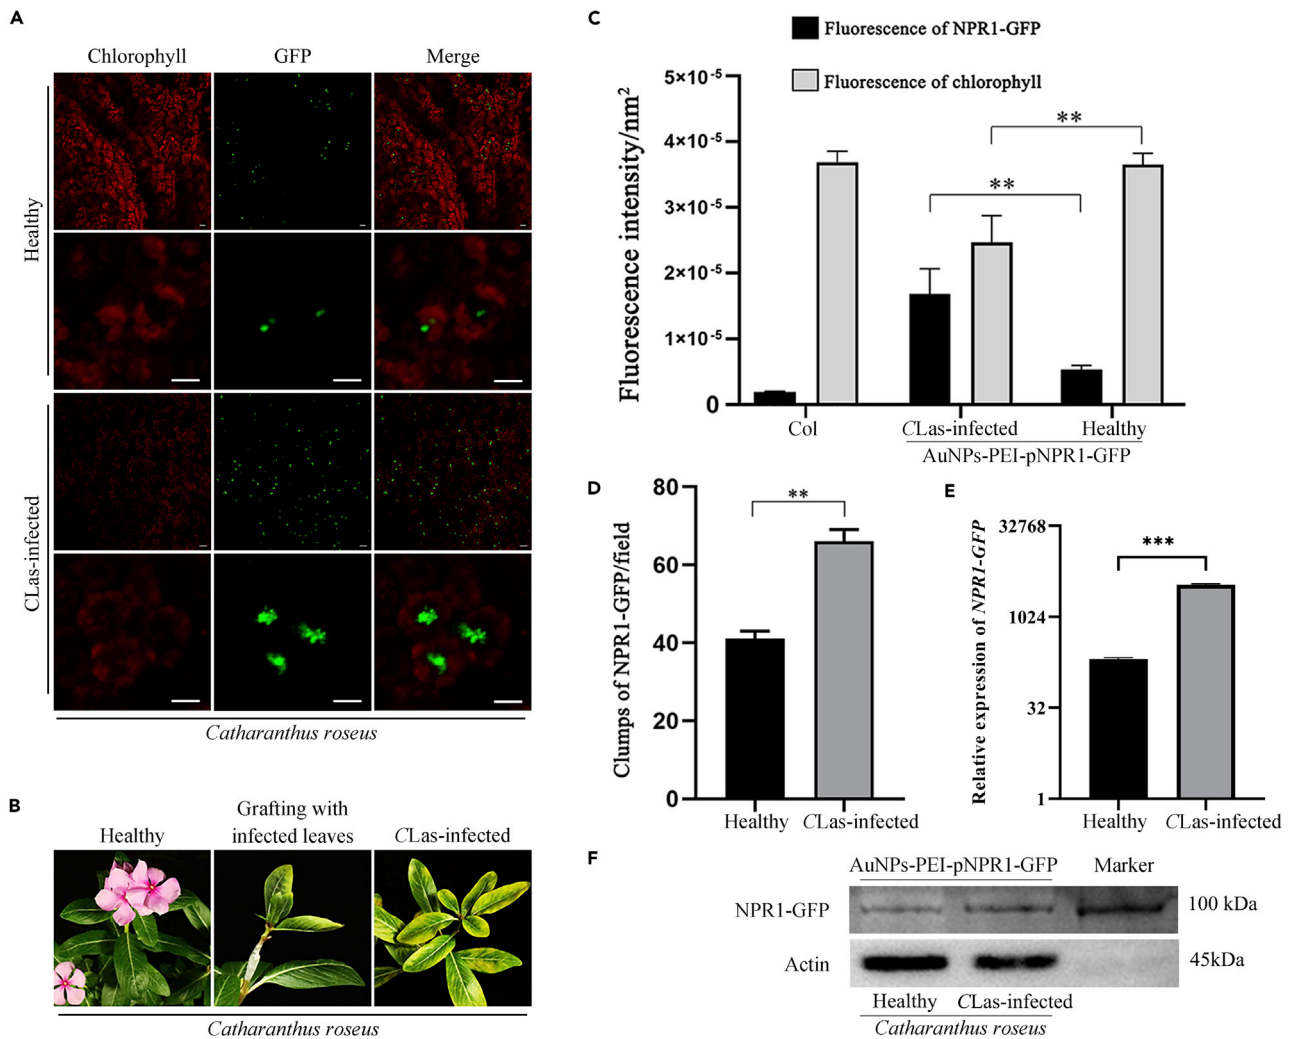 A
Chlorophyll GFP Merge
Healthy
CLas-infected
Catharanthus roseus
B
Healthy
Grafting with
infected leaves
CLas-infected
Catharanthus roseus
C
Fluorescence of NPR1-GFP
Fluorescence of chlorophyll
Fluorescence intensity/nm²
5×10⁻⁵
4×10⁻⁵
3×10⁻⁵
2×10⁻⁵
1×10⁻⁵
0
**
**
Col CLas-infected Healthy
AuNPs-PEI-pNPR1-GFP
D
Clumps of NPR1-GFP/field
80
60
40
20
0
**
Healthy CLas-infected
E
Relative expression of NPR1-GFP
32768
1024
32
1
***
Healthy CLas-infected
F
AuNPs-PEI-pNPR1-GFP Marker
NPR1-GFP 100 kDa
Actin 45kDa
Healthy CLas-infected
Catharanthus roseus